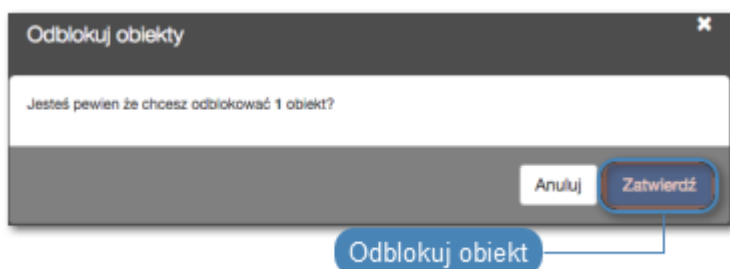 Odblokuj obiekty
Jesteś pewien że chcesz odblokować 1 obiekt?
Anuluj Zatwierdź
Odblokuj obiekt